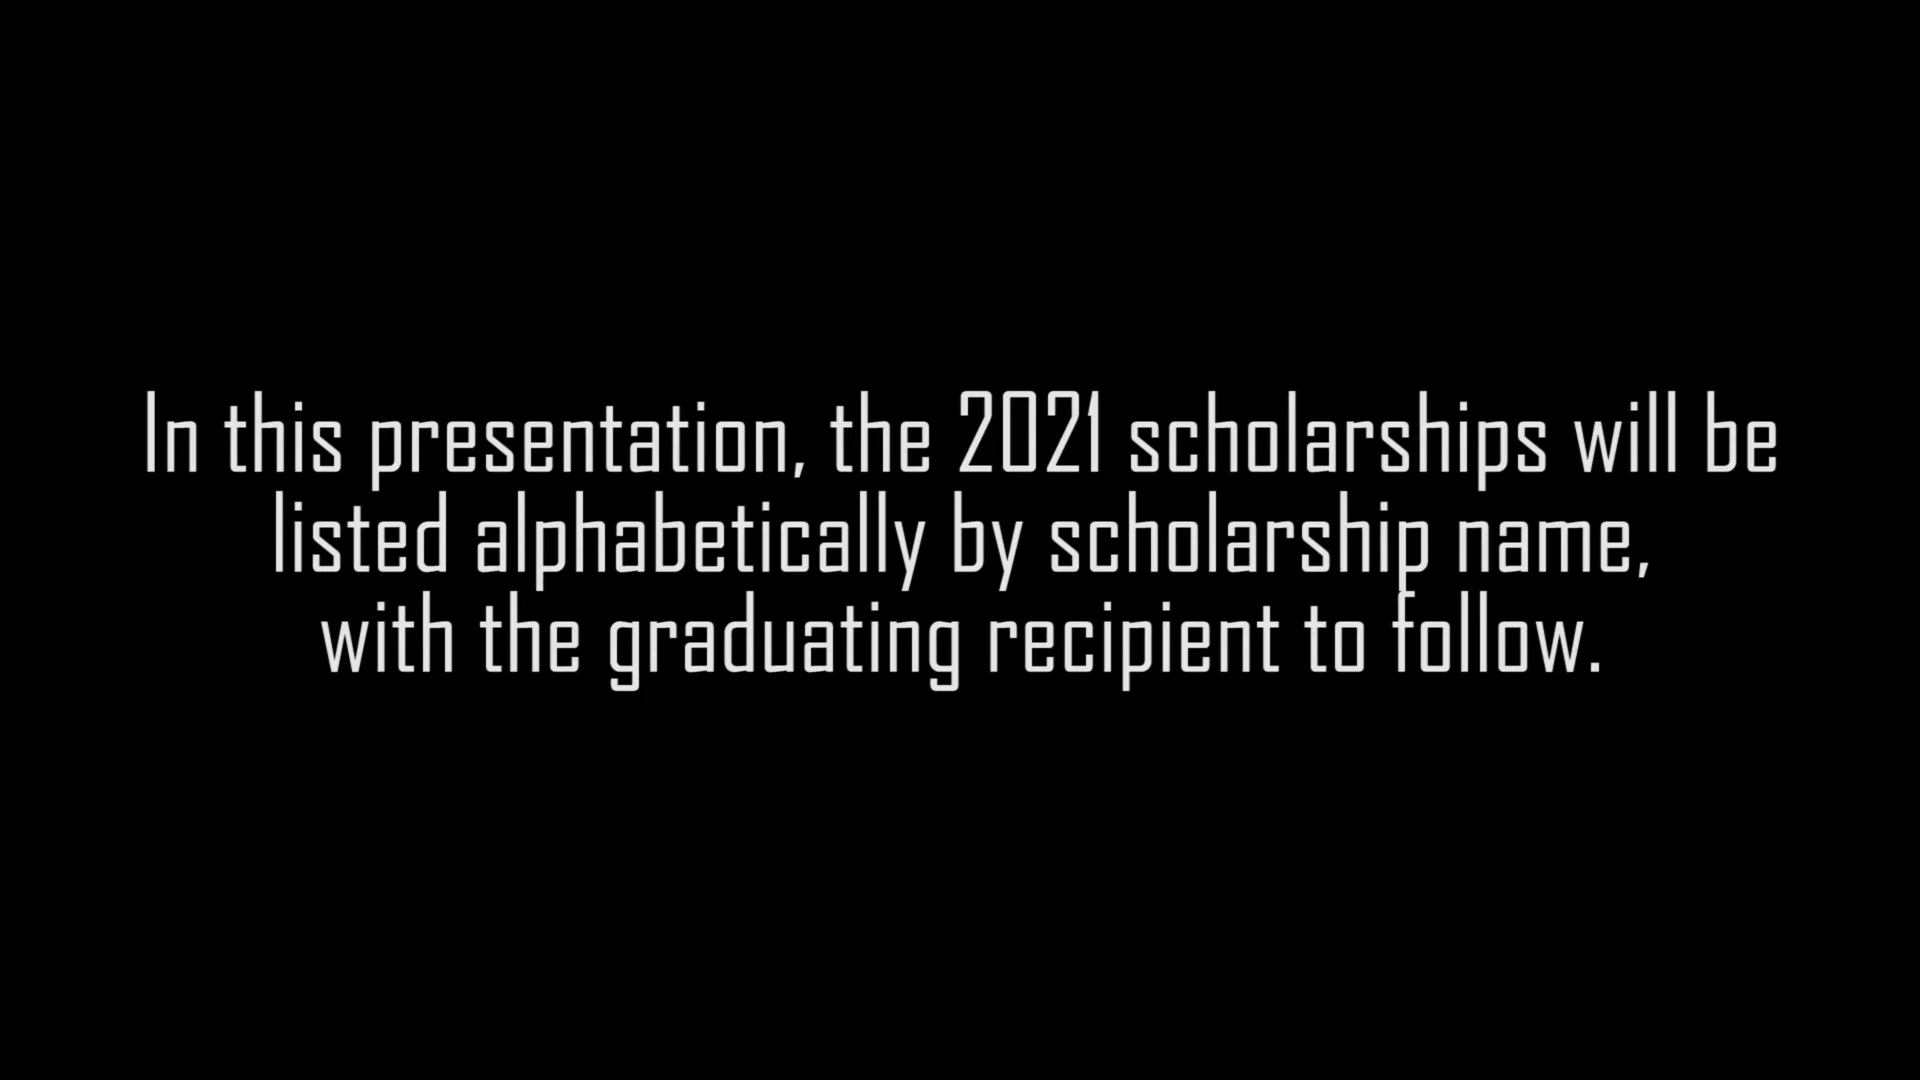 In this presentation, the 2021 scholarships will be
listed alphabetically by scholarship name,
with the graduating recipient to follow.